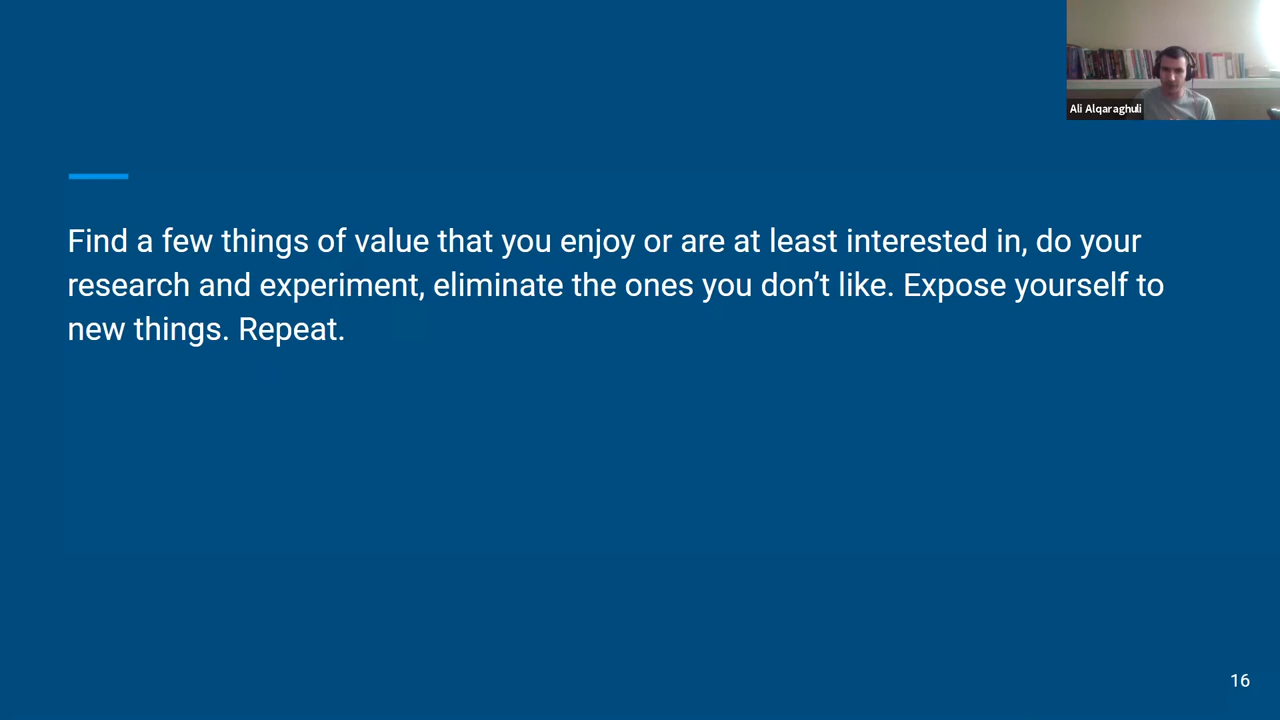 Ali Alqaraghuli
Find a few things of value that you enjoy or are at least interested in, do your
research and experiment, eliminate the ones you don’t like. Expose yourself to
new things. Repeat.
16